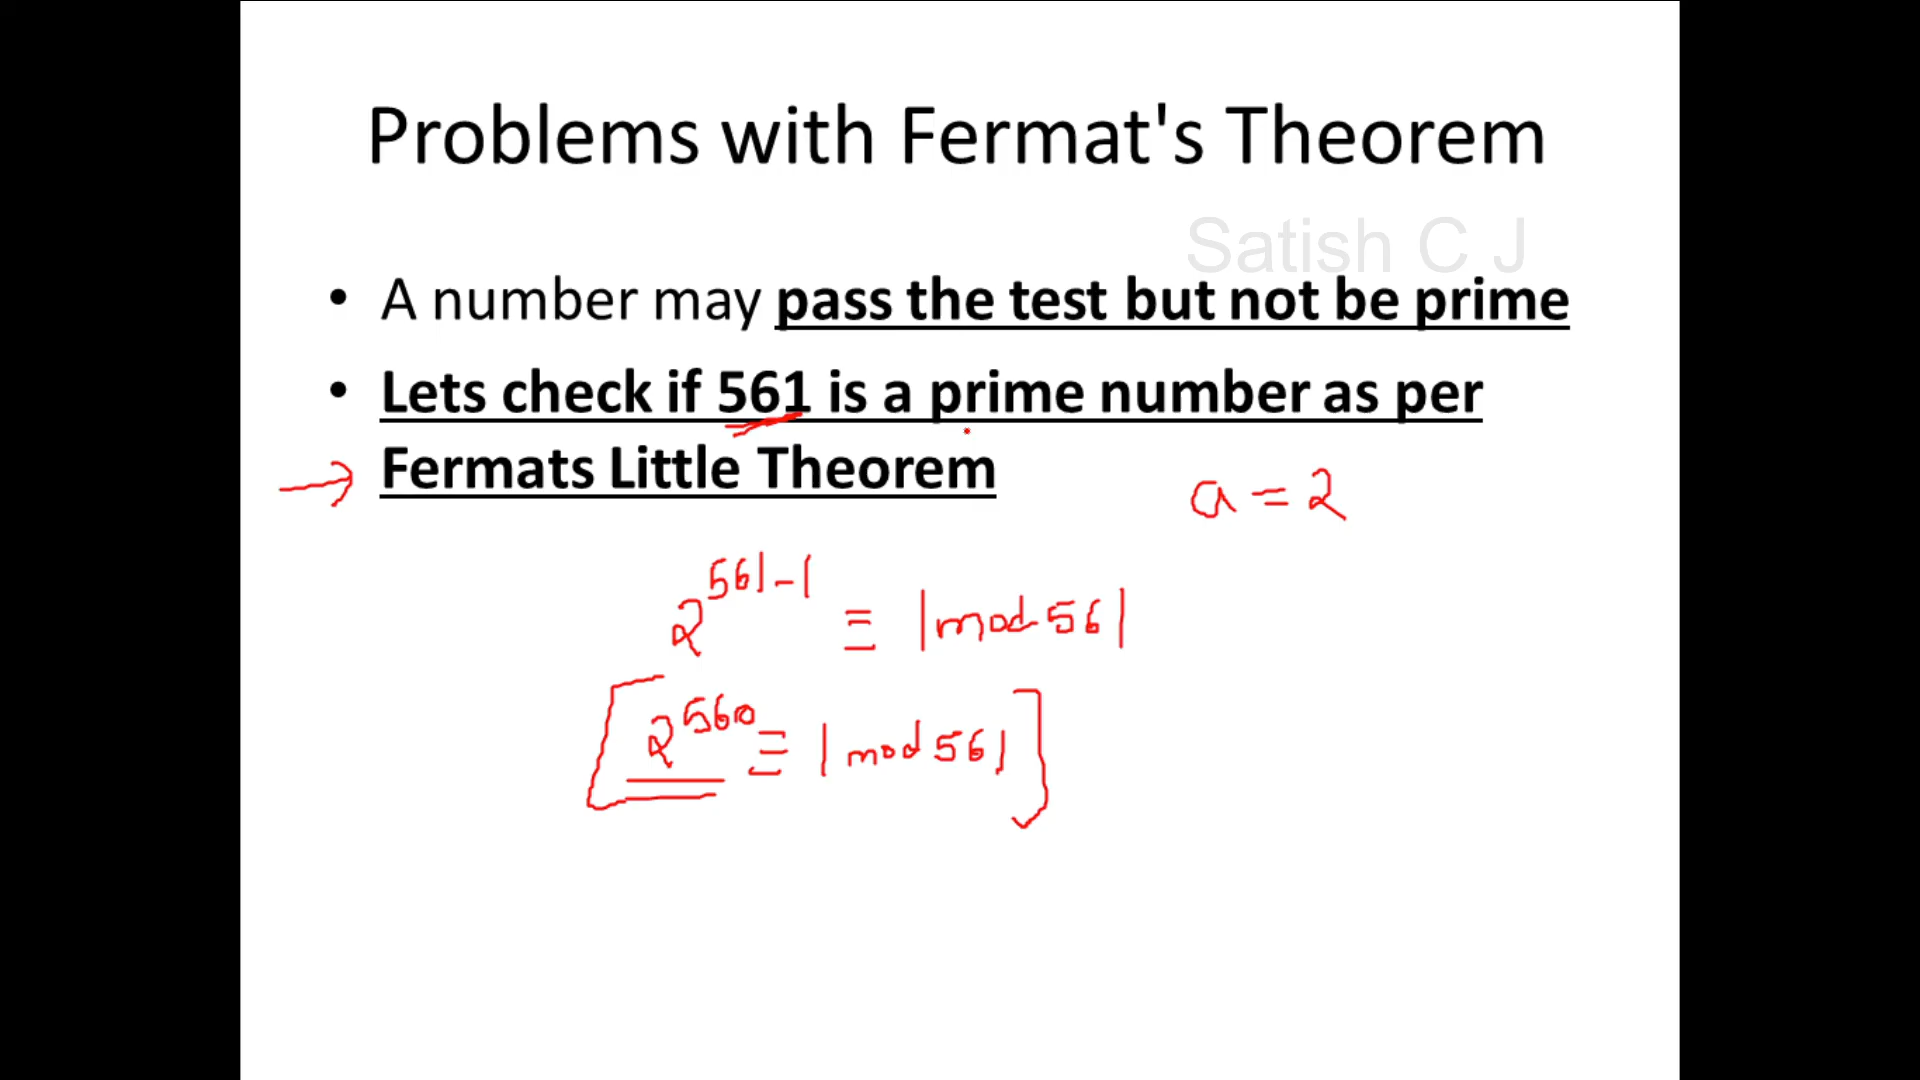 Problems with Fermat's Theorem
Satish C J
• A number may pass the test but not be prime
• Lets check if 561 is a prime number as per
Fermats Little Theorem
a = 2
2^561-1 ≡ 1 mod 561
2^560 ≡ 1 mod 561